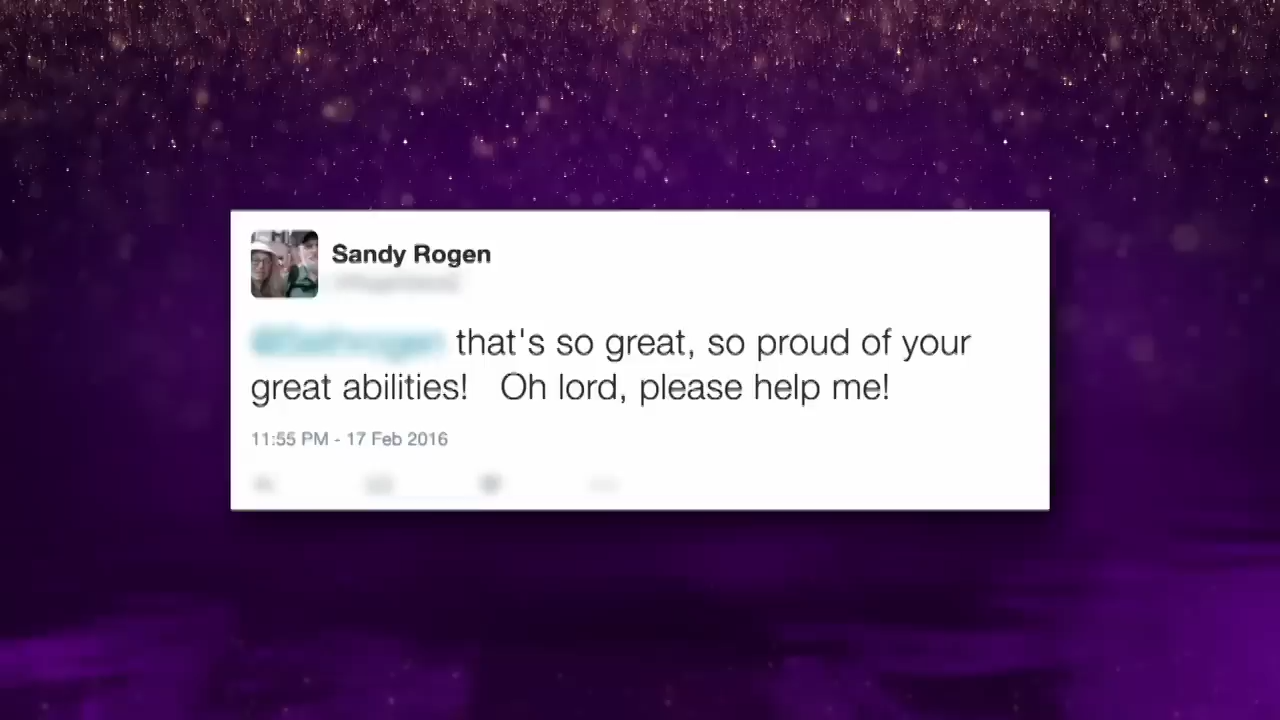 Sandy Rogen
that's so great, so proud of your
great abilities! Oh lord, please help me!
11:55 PM - 17 Feb 2016